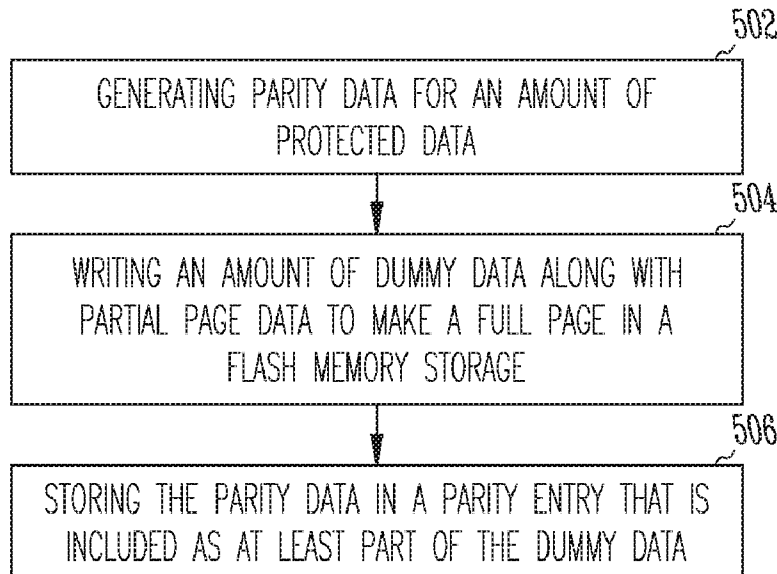 502
GENERATING PARITY DATA FOR AN AMOUNT OF
PROTECTED DATA
504
WRITING AN AMOUNT OF DUMMY DATA ALONG WITH
PARTIAL PAGE DATA TO MAKE A FULL PAGE IN A
FLASH MEMORY STORAGE
506
STORING THE PARITY DATA IN A PARITY ENTRY THAT IS
INCLUDED AS AT LEAST PART OF THE DUMMY DATA